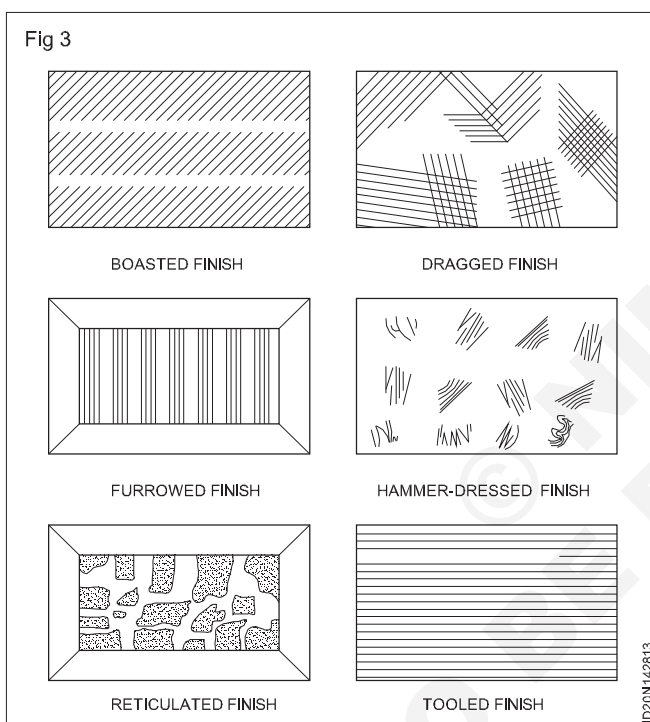 Fig 3
BOASTED FINISH
DRAGGED FINISH
FURROWED FINISH
HAMMER-DRESSED FINISH
RETICULATED FINISH
TOOLED FINISH